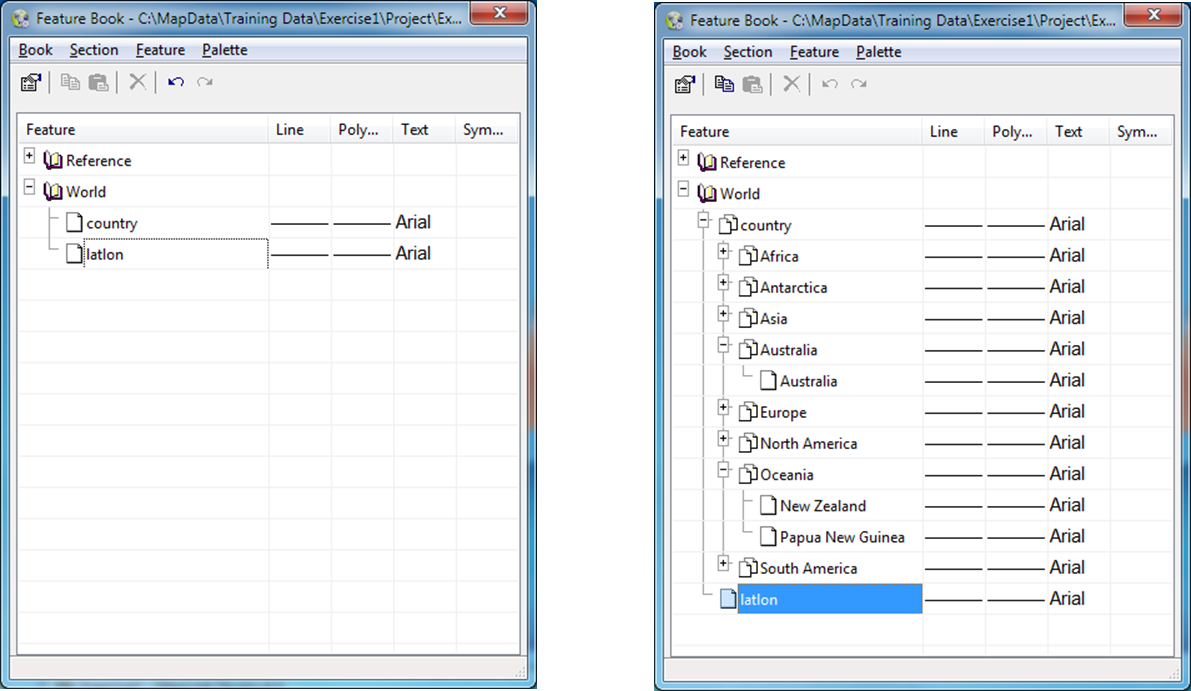 Feature Book - C:\MapData\Training Data\Exercise1\Project\Ex...
Book Section Feature Palette
Feature Line Poly... Text Sym...
Reference
World
country Arial
latlon Arial
Feature Book - C:\MapData\Training Data\Exercise1\Project\Ex...
Book Section Feature Palette
Feature Line Poly... Text Sym...
Reference
World
country Arial
Africa Arial
Antarctica Arial
Asia Arial
Australia Arial
Australia Arial
Europe Arial
North America Arial
Oceania Arial
New Zealand Arial
Papua New Guinea Arial
South America Arial
latlon Arial